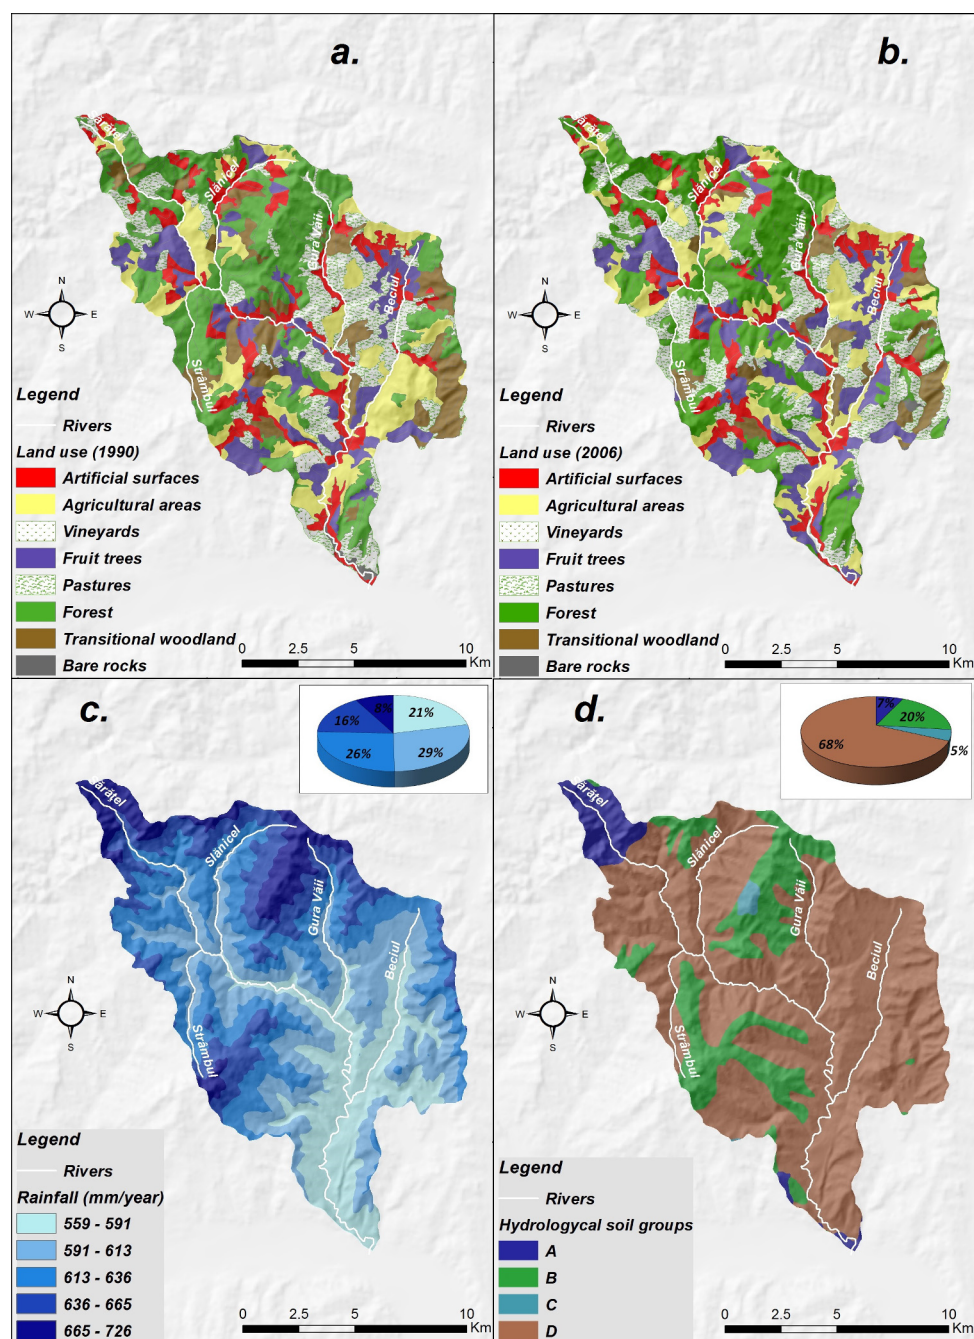 a.
Slănicel
Gura Văii
Beciul
Strâmbul
N
W E
S
Legend
Rivers
Land use (1990)
Artificial surfaces
Agricultural areas
Vineyards
Fruit trees
Pastures
Forest
Transitional woodland
Bare rocks
0 2.5 5 10
Km
b.
Slănicel
Gura Văii
Beciul
Strâmbul
N
W E
S
Legend
Rivers
Land use (2006)
Artificial surfaces
Agricultural areas
Vineyards
Fruit trees
Pastures
Forest
Transitional woodland
Bare rocks
0 2.5 5 10
Km
c.
8%
21%
16%
26%
29%
Slănicel
Gura Văii
Beciul
Strâmbul
N
W E
S
Legend
Rivers
Rainfall (mm/year)
559 - 591
591 - 613
613 - 636
636 - 665
665 - 726
0 2.5 5 10
Km
d.
7%
20%
68%
5%
Slănicel
Gura Văii
Beciul
Strâmbul
N
W E
S
Legend
Rivers
Hydrologycal soil groups
A
B
C
D
0 2.5 5 10
Km